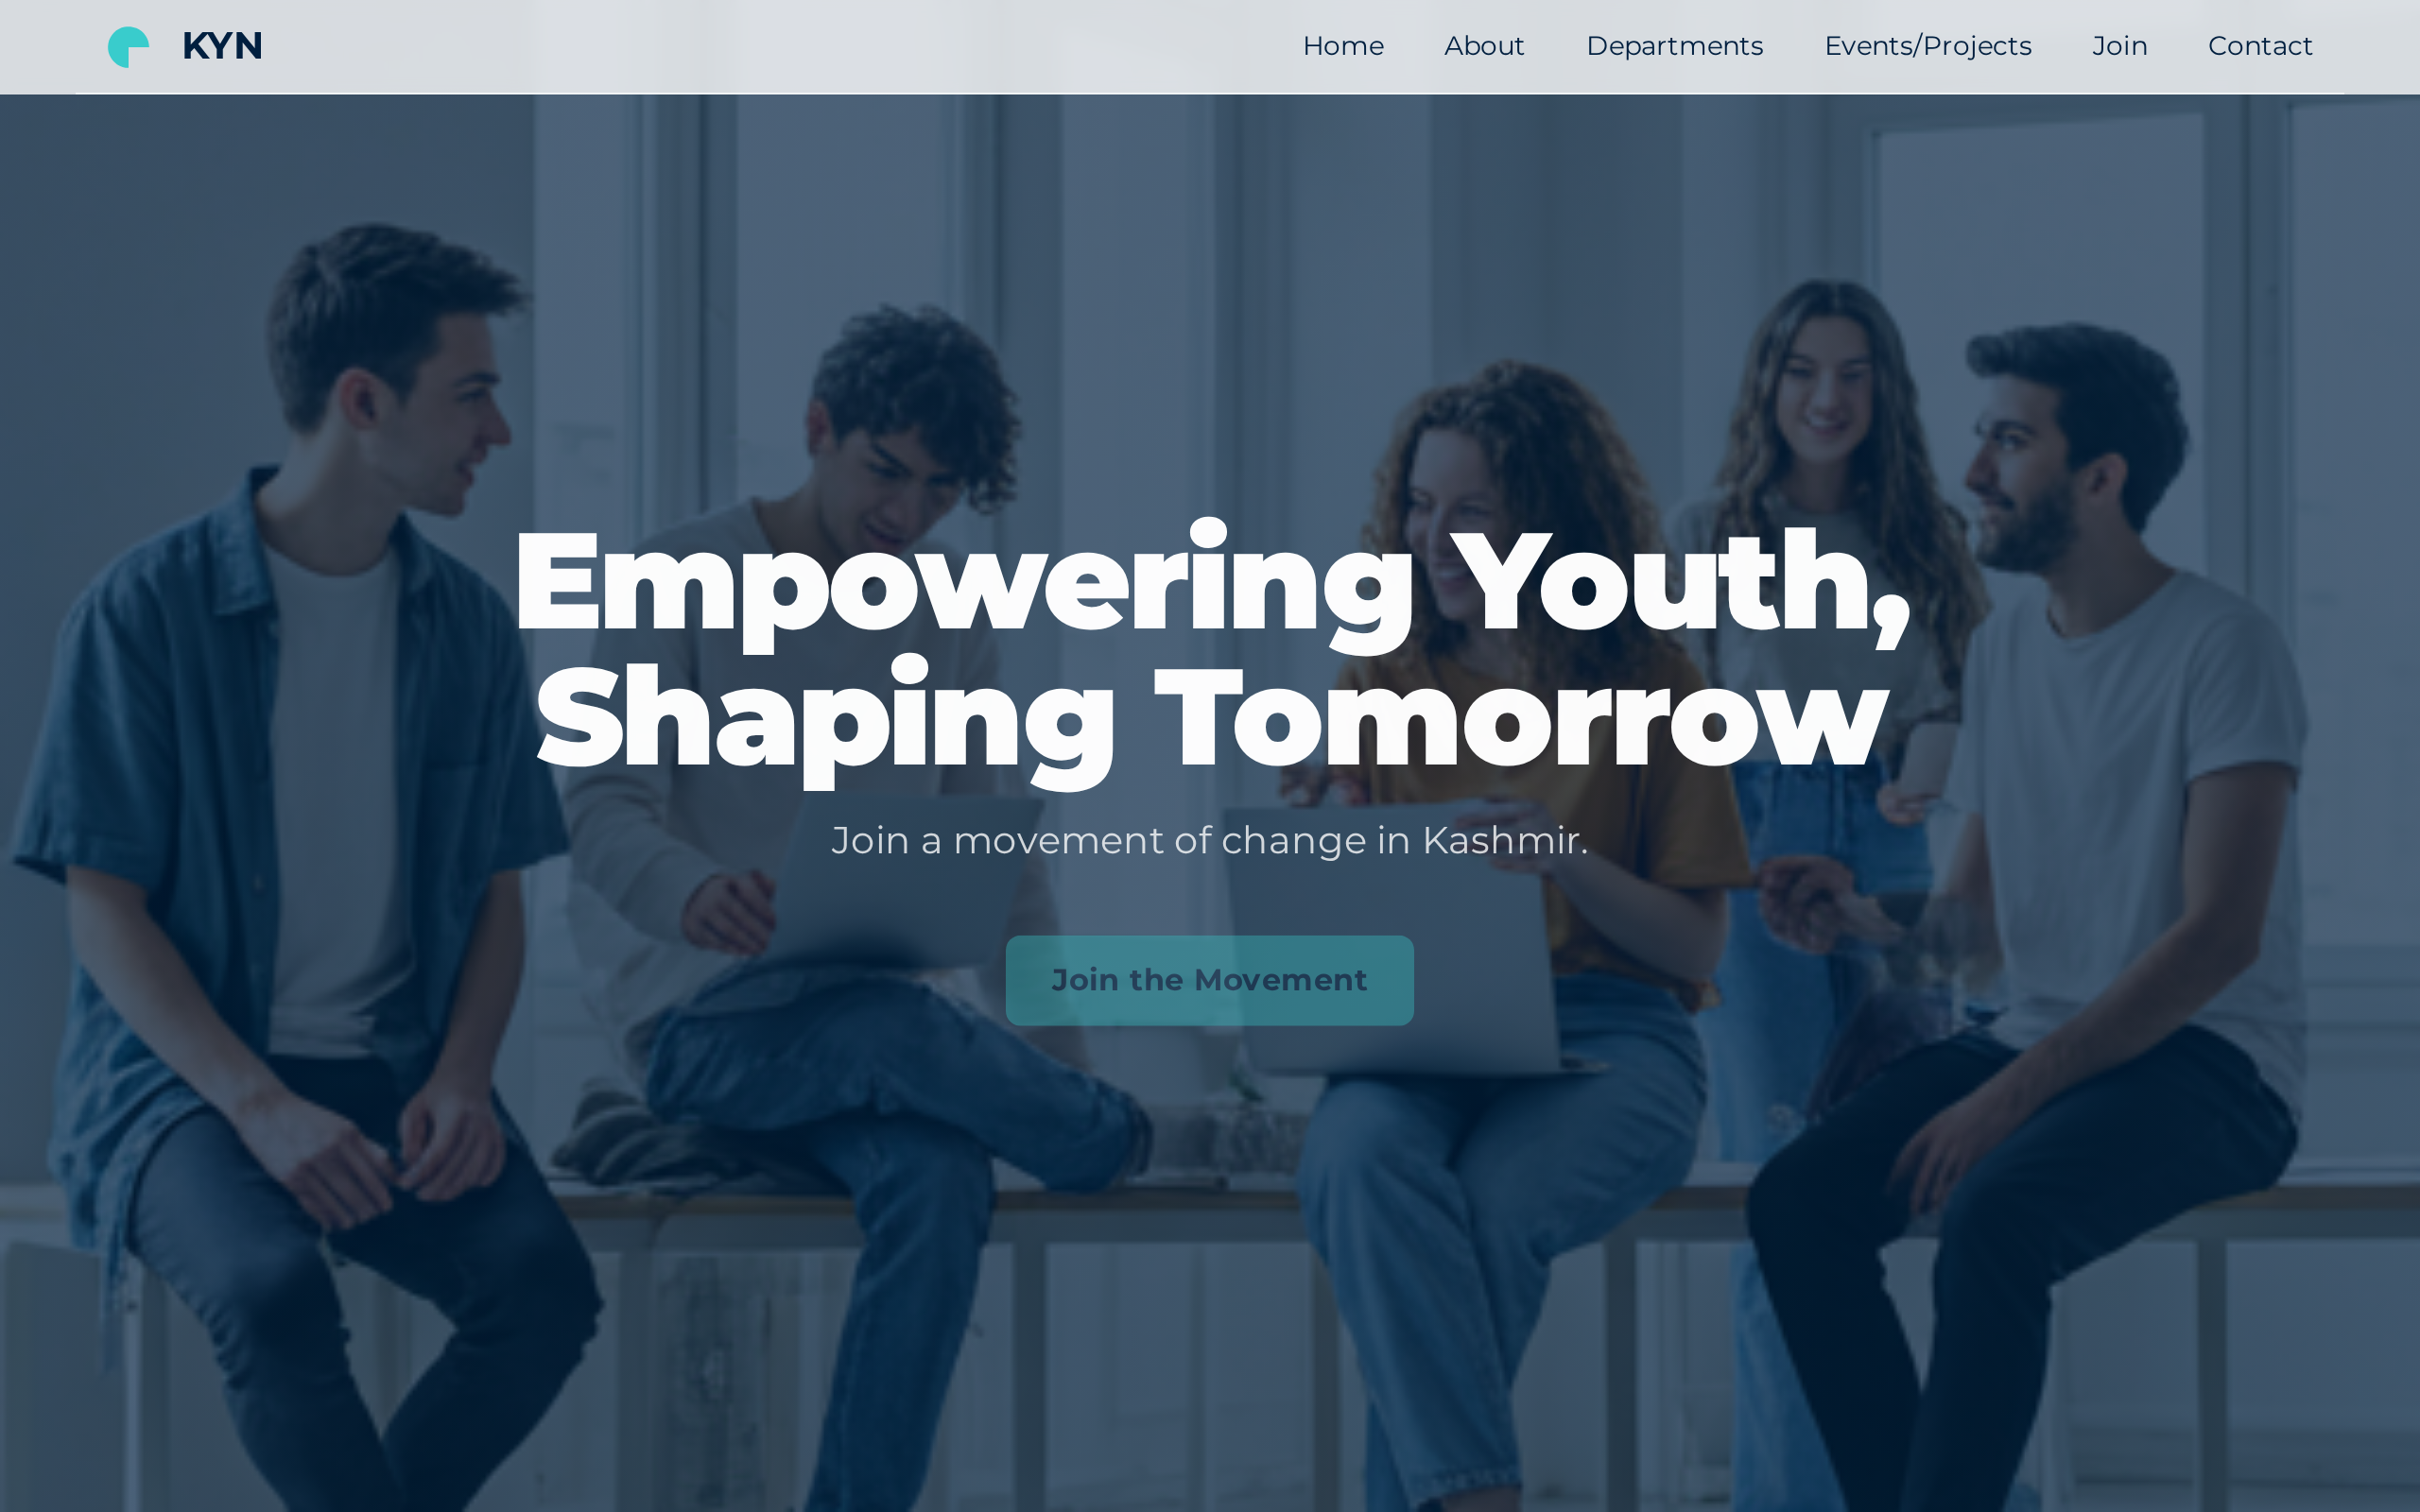 KYN
Home About Departments Events/Projects Join Contact
Empowering Youth,
Shaping Tomorrow
Join a movement of change in Kashmir.
Join the Movement